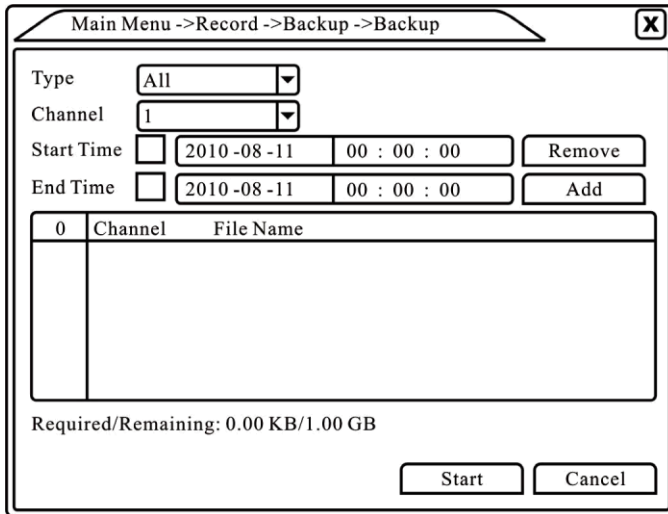 Main Menu ->Record ->Backup ->Backup X
Type All
Channel 1
Start Time 2010 -08 -11 00 : 00 : 00 Remove
End Time 2010 -08 -11 00 : 00 : 00 Add
0 Channel File Name
Required/Remaining: 0.00 KB/1.00 GB
Start Cancel